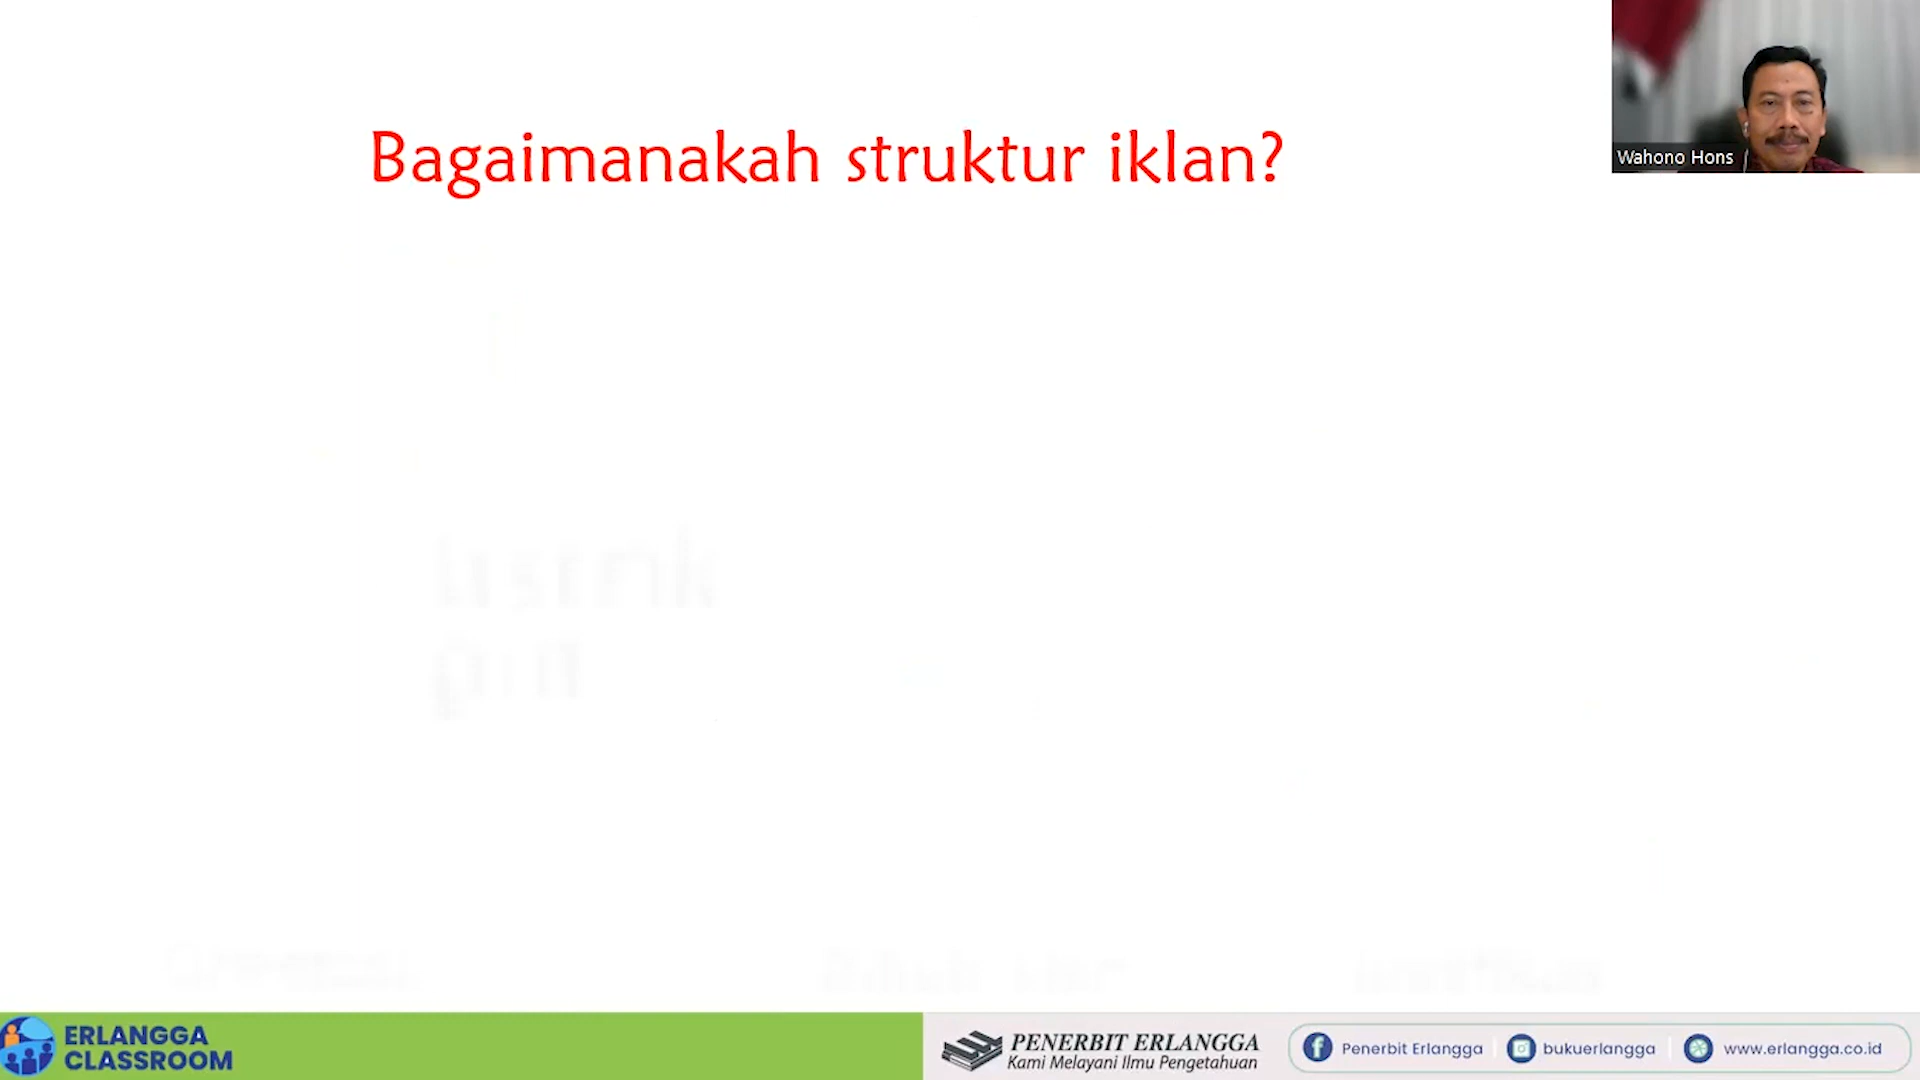 Bagaimanakah struktur iklan?
Wahono Hons
ERLANGGA
CLASSROOM
PENERBIT ERLANGGA
Kami Melayani Ilmu Pengetahuan
Penerbit Erlangga
bukuerlangga
www.erlangga.co.id